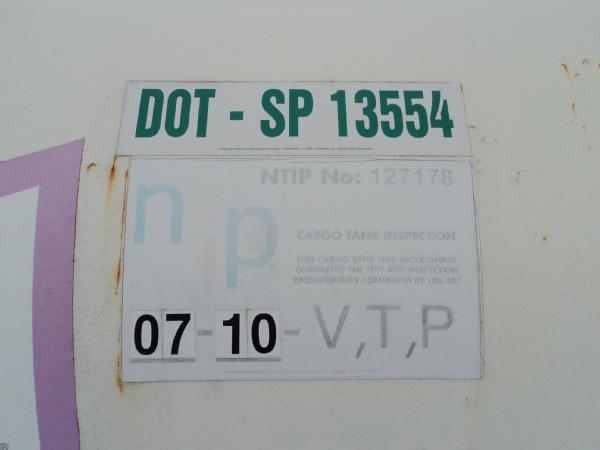 DOT - SP 13554
NTIP No: 127178
n i p
CARGO TANK INSPECTION
THIS CARGO TANK HAS SUCCESSFULLY
COMPLETED THE TEST AND INSPECTION
REQUIREMENTS CONTAINED IN 180.407
07 - 10 - V,T,P
®